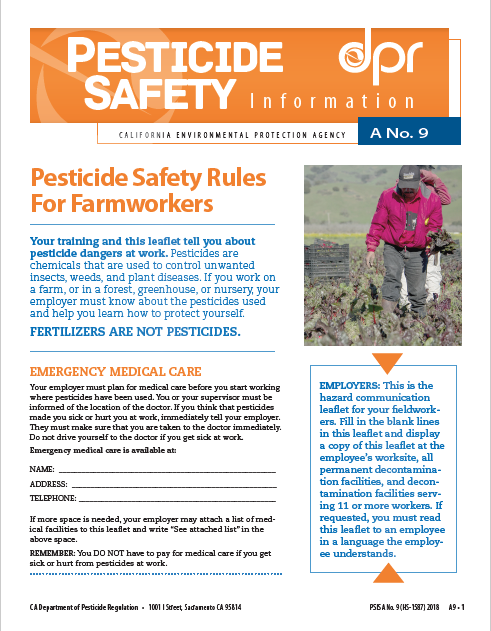 PESTICIDE
SAFETY Information
dpr
CALIFORNIA ENVIRONMENTAL PROTECTION AGENCY
A No. 9
Pesticide Safety Rules
For Farmworkers
Your training and this leaflet tell you about
pesticide dangers at work. Pesticides are
chemicals that are used to control unwanted
insects, weeds, and plant diseases. If you work on
a farm, or in a forest, greenhouse, or nursery, your
employer must know about the pesticides used
and help you learn how to protect yourself.
FERTILIZERS ARE NOT PESTICIDES.
EMERGENCY MEDICAL CARE
Your employer must plan for medical care before you start working
where pesticides have been used. You or your supervisor must be
informed of the location of the doctor. If you think that pesticides
made you sick or hurt you at work, immediately tell your employer.
They must make sure that you are taken to the doctor immediately.
Do not drive yourself to the doctor if you get sick at work.
Emergency medical care is available at:
NAME:
ADDRESS:
TELEPHONE:
If more space is needed, your employer may attach a list of med-
ical facilities to this leaflet and write “See attached list” in the
above space.
REMEMBER: You DO NOT have to pay for medical care if you get
sick or hurt from pesticides at work.
EMPLOYERS: This is the
hazard communication
leaflet for your fieldwork-
ers. Fill in the blank lines
in this leaflet and display
a copy of this leaflet at the
employee’s worksite, all
permanent decontamina-
tion facilities, and decon-
tamination facilities serv-
ing 11 or more workers. If
requested, you must read
this leaflet to an employee
in a language the employ-
ee understands.
CA Department of Pesticide Regulation • 1001 I Street, Sacramento CA 95814
PSIS A No. 9 (HS-1587) 2018 A9 • 1